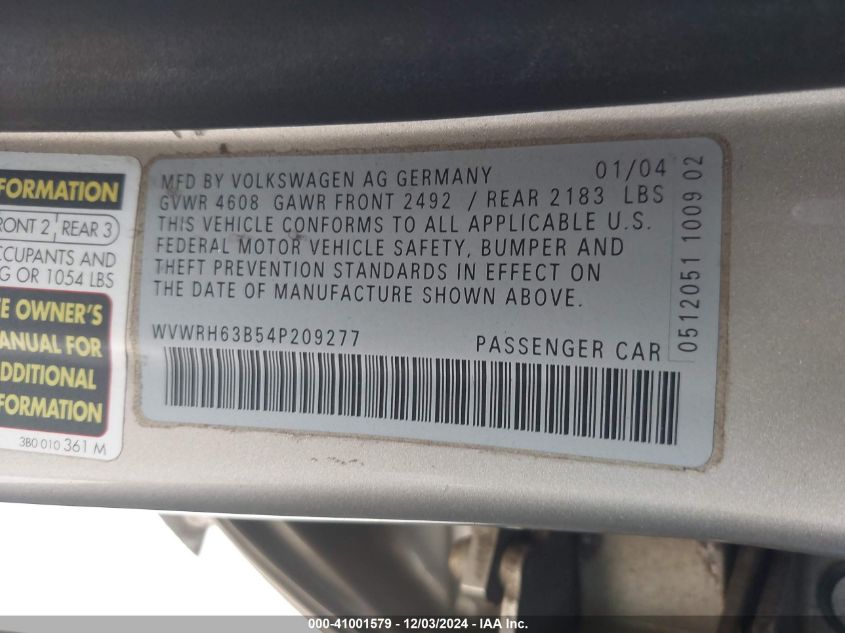 FORMATION
RONT 2 REAR 3
CCUPANTS AND
G OR 1054 LBS
E OWNER'S
ANUAL FOR
DDITIONAL
FORMATION
3B0 010 361 M
MFD BY VOLKSWAGEN AG GERMANY 01/04
GVWR 4608 GAWR FRONT 2492 / REAR 2183 LBS
THIS VEHICLE CONFORMS TO ALL APPLICABLE U.S.
FEDERAL MOTOR VEHICLE SAFETY, BUMPER AND
THEFT PREVENTION STANDARDS IN EFFECT ON
THE DATE OF MANUFACTURE SHOWN ABOVE.
WVWRH63B54P209277 PASSENGER CAR
0512051 1009 02
000-41001579 - 12/03/2024 - IAA Inc.